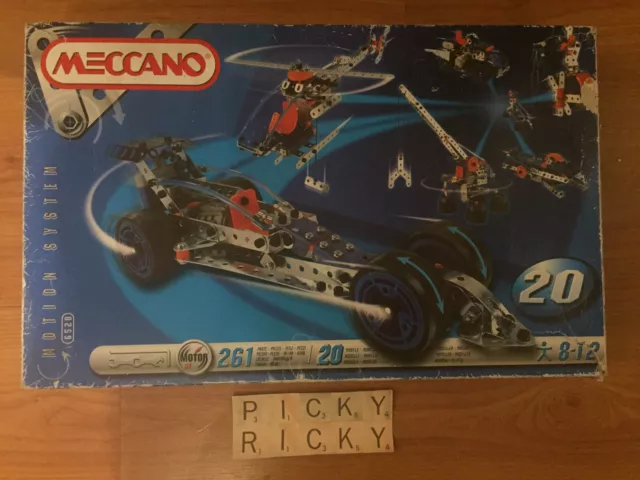 MECCANO
MOTION SYSTEM
6520
20
MOTOR
261
20
8-12
PICKY
RICKY